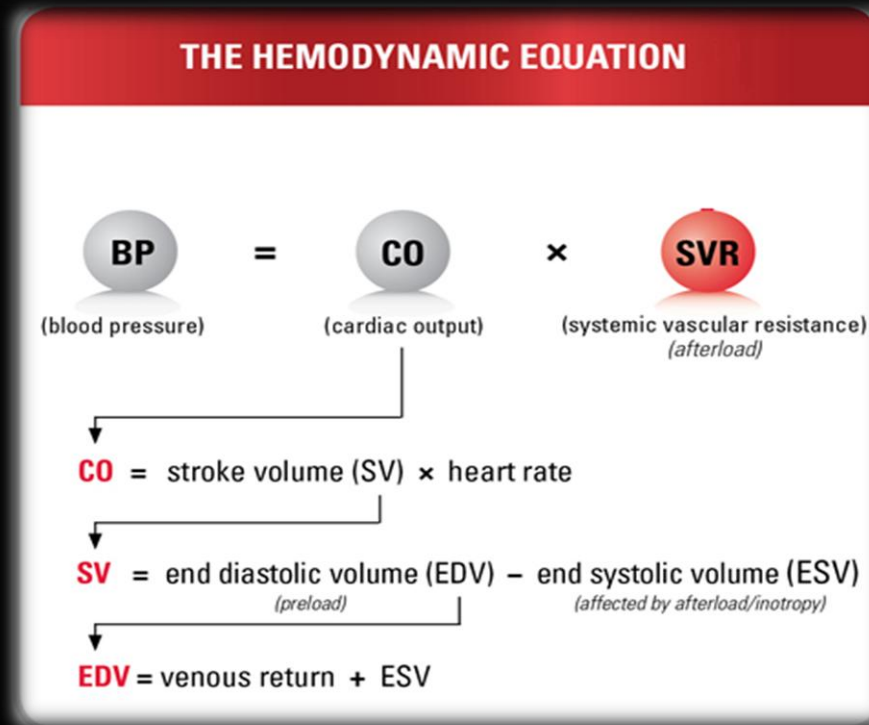 THE HEMODYNAMIC EQUATION
BP = CO × SVR
(blood pressure) (cardiac output) (systemic vascular resistance)
(afterload)
CO = stroke volume (SV) × heart rate
SV = end diastolic volume (EDV) – end systolic volume (ESV)
(preload) (affected by afterload/inotropy)
EDV = venous return + ESV